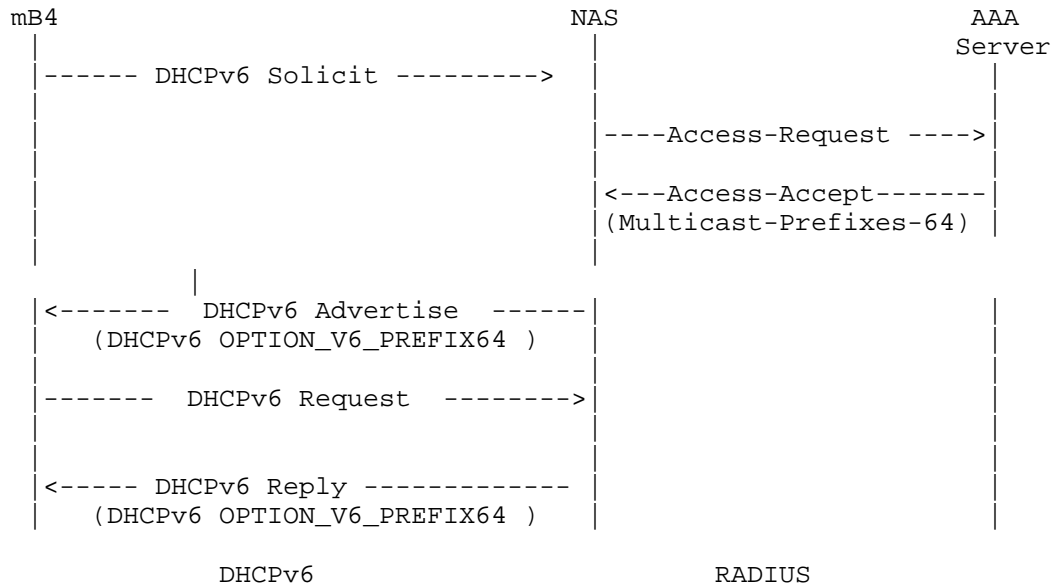 mB4 NAS AAA
Server
------ DHCPv6 Solicit --------->
----Access-Request ---->
<---Access-Accept-------
(Multicast-Prefixes-64)
<------- DHCPv6 Advertise ------
(DHCPv6 OPTION_V6_PREFIX64 )
------- DHCPv6 Request -------->
<----- DHCPv6 Reply -------------
(DHCPv6 OPTION_V6_PREFIX64 )
DHCPv6 RADIUS